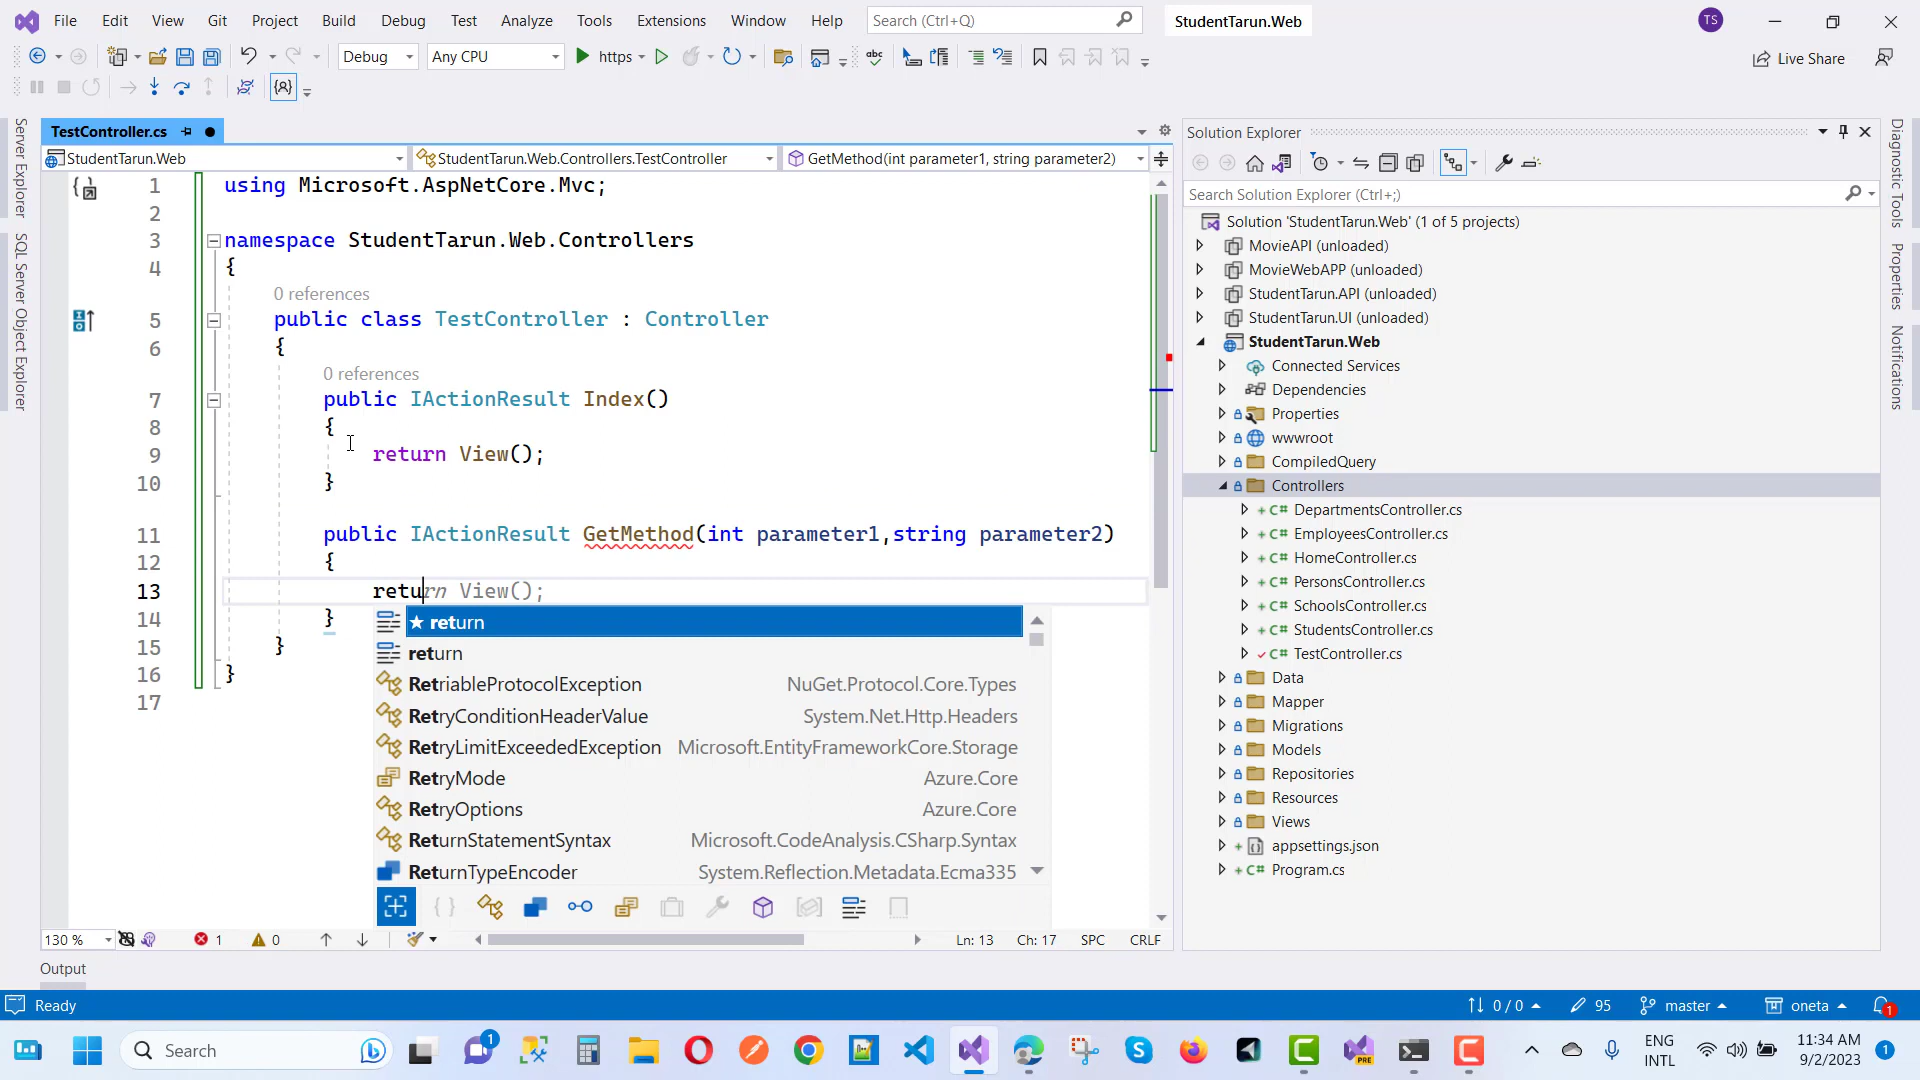 File Edit View Git Project Build Debug Test Analyze Tools Extensions Window Help Search (Ctrl+Q) StudentTarun.Web TS
Debug Any CPU https Live Share
TestController.cs
StudentTarun.Web StudentTarun.Web.Controllers.TestController GetMethod(int parameter1, string parameter2)
Server Explorer
SQL Server Object Explorer
1 using Microsoft.AspNetCore.Mvc;
2
3 namespace StudentTarun.Web.Controllers
4 {
0 references
5 public class TestController : Controller
6 {
0 references
7 public IActionResult Index()
8 {
9 return View();
10 }
11 public IActionResult GetMethod(int parameter1,string parameter2)
12 {
13 return View();
14 }
15 }
16 }
17
★ return
return
RetriableProtocolException NuGet.Protocol.Core.Types
RetryConditionHeaderValue System.Net.Http.Headers
RetryLimitExceededException Microsoft.EntityFrameworkCore.Storage
RetryMode Azure.Core
RetryOptions Azure.Core
ReturnStatementSyntax Microsoft.CodeAnalysis.CSharp.Syntax
ReturnTypeEncoder System.Reflection.Metadata.Ecma335
130 % 1 0 Ln: 13 Ch: 17 SPC CRLF
Solution Explorer
Search Solution Explorer (Ctrl+;)
Solution 'StudentTarun.Web' (1 of 5 projects)
MovieAPI (unloaded)
MovieWebAPP (unloaded)
StudentTarun.API (unloaded)
StudentTarun.UI (unloaded)
StudentTarun.Web
Connected Services
Dependencies
Properties
wwwroot
CompiledQuery
Controllers
DepartmentsController.cs
EmployeesController.cs
HomeController.cs
PersonsController.cs
SchoolsController.cs
StudentsController.cs
TestController.cs
Data
Mapper
Migrations
Models
Repositories
Resources
Views
appsettings.json
Program.cs
Diagnostic Tools
Properties
Notifications
Output
Ready 0 / 0 95 master oneta 1
Search 1 PRE ENG INTL 11:34 AM 9/2/2023 1